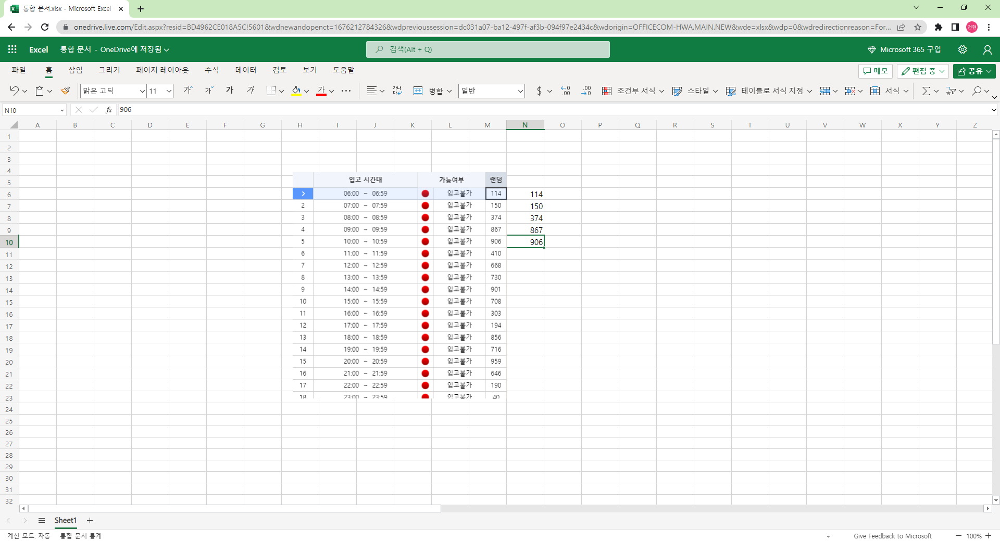 통합 문서.xlsx - Microsoft Excel
onedrive.live.com/Edit.aspx?resid=BD4962CE018A5C!5601&wdnewandopenct=1676212784326&wdprevioussession=dc031a07-ba12-497f-af3b-094f97e2434c&wdorigin=OFFICECOM-HWA.MAIN.NEW&wde=xlsx&wdp=0&wdredirectionreason=For...
천현
Excel 통합 문서 - OneDrive에 저장됨 검색(Alt + Q) Microsoft 365 구입
파일 홈 삽입 그리기 페이지 레이아웃 수식 데이터 검토 보기 도움말 메모 편집 중 공유
맑은 고딕 11 가 가 가 가 가 가나다 병합 일반 $ .00 .00 조건부 서식 스타일 테이블로 서식 지정 서식
N10 fx 906
A B C D E F G H I J K L M N O P Q R S T U V W X Y Z
1
2
3
4
5 입고 시간대 가능여부 랜덤
6 06:00 ~ 06:59 입고불가 114 114
7 2 07:00 ~ 07:59 입고불가 150 150
8 3 08:00 ~ 08:59 입고불가 374 374
9 4 09:00 ~ 09:59 입고불가 867 867
10 5 10:00 ~ 10:59 입고불가 906 906
11 6 11:00 ~ 11:59 입고불가 410
12 7 12:00 ~ 12:59 입고불가 668
13 8 13:00 ~ 13:59 입고불가 730
14 9 14:00 ~ 14:59 입고불가 901
15 10 15:00 ~ 15:59 입고불가 708
16 11 16:00 ~ 16:59 입고불가 303
17 12 17:00 ~ 17:59 입고불가 194
18 13 18:00 ~ 18:59 입고불가 856
19 14 19:00 ~ 19:59 입고불가 716
20 15 20:00 ~ 20:59 입고불가 959
21 16 21:00 ~ 21:59 입고불가 646
22 17 22:00 ~ 22:59 입고불가 190
23 18 23:00 ~ 23:59 입고불가 40
24
25
26
27
28
29
30
31
32
Sheet1
계산 모드: 자동 통합 문서 통계 Give Feedback to Microsoft 100%